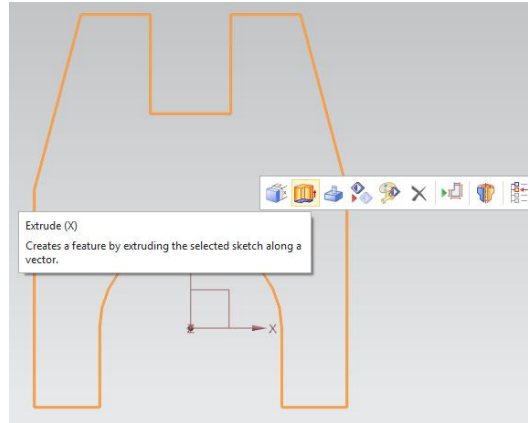 Extrude (X)
Creates a feature by extruding the selected sketch along a
vector.
X